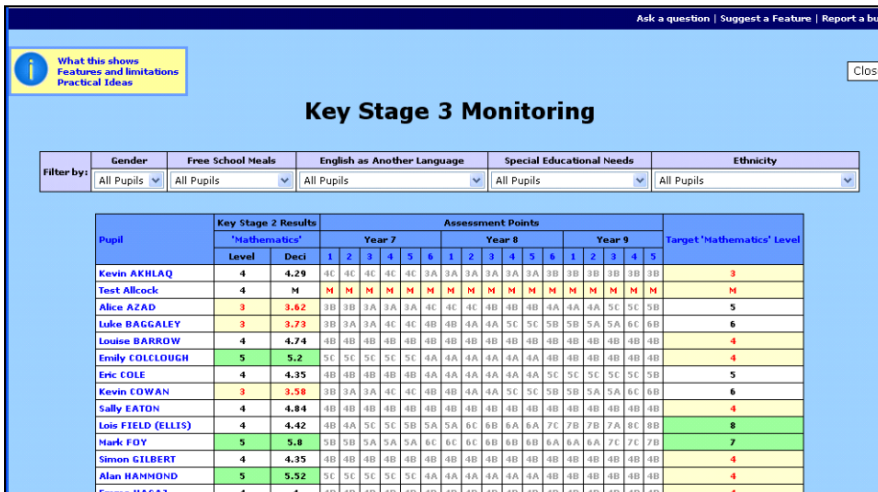 Ask a question | Suggest a Feature | Report a bu
What this shows
Features and limitations
Practical Ideas
Clos
Key Stage 3 Monitoring
Filter by: Gender Free School Meals English as Another Language Special Educational Needs Ethnicity
All Pupils All Pupils All Pupils All Pupils All Pupils
Pupil Key Stage 2 Results Assessment Points Target 'Mathematics' Level
'Mathematics' Year 7 Year 8 Year 9
Level Deci 1 2 3 4 5 6 1 2 3 4 5 6 1 2 3 4 5
Kevin AKHLAQ 4 4.29 4C 4C 4C 4C 4C 3A 3A 3A 3A 3A 3A 3B 3B 3B 3B 3B 3B 3
Test Allcock 4 M M M M M M M M M M M M M M M M M M M
Alice AZAD 3 3.62 3B 3B 3A 3A 3A 4C 4C 4C 4B 4B 4B 4A 4A 4A 5C 5C 5B 5
Luke BAGGALEY 3 3.73 3B 3A 3A 4C 4C 4B 4B 4A 4A 5C 5C 5B 5B 5A 5A 6C 6B 6
Louise BARROW 4 4.74 4B 4B 4B 4B 4B 4B 4B 4B 4B 4B 4B 4B 4B 4B 4B 4B 4B 4
Emily COLCLOUGH 5 5.2 5C 5C 5C 5C 5C 4A 4A 4A 4A 4A 4A 4B 4B 4B 4B 4B 4B 4
Eric COLE 4 4.35 4B 4B 4B 4B 4B 4A 4A 4A 4A 4A 4A 5C 5C 5C 5C 5C 5B 5
Kevin COWAN 3 3.58 3B 3A 3A 4C 4C 4B 4B 4A 4A 5C 5C 5B 5B 5B 5A 6C 6B 6
Sally EATON 4 4.84 4B 4B 4B 4B 4B 4B 4B 4B 4B 4B 4B 4B 4B 4B 4B 4B 4B 4
Lois FIELD (ELLIS) 4 4.42 4B 4A 5C 5C 5B 5A 5A 6C 6B 6A 6A 7C 7B 7B 7A 8C 8B 8
Mark FOY 5 5.8 5B 5B 5A 5A 5A 6C 6C 6C 6B 6B 6B 6A 6A 6A 7C 7C 7B 7
Simon GILBERT 4 4.35 4B 4B 4B 4B 4B 4B 4B 4B 4B 4B 4B 4B 4B 4B 4B 4B 4B 4
Alan HAMMOND 5 5.52 5C 5C 5C 5C 5C 4A 4A 4A 4A 4A 4A 4B 4B 4B 4B 4B 4B 4